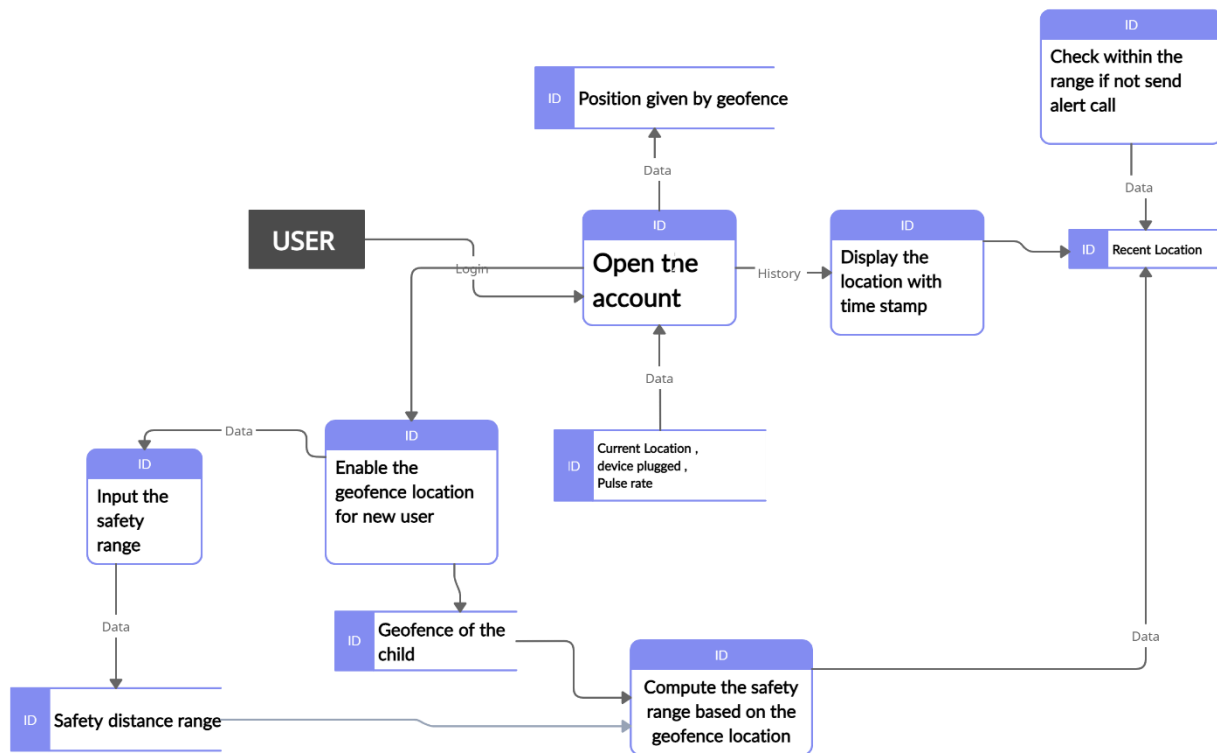 ID
Check within the
range if not send
alert call
ID
Position given by geofence
Data
Data
USER
ID
Open the
account
Login
History
ID
Display the
location with
time stamp
ID
Recent Location
Data
Data
ID
Enable the
geofence location
for new user
ID
Current Location ,
device plugged ,
Pulse rate
ID
Input the
safety
range
Data
ID
Geofence of the
child
Data
ID
Compute the safety
range based on the
geofence location
ID
Safety distance range